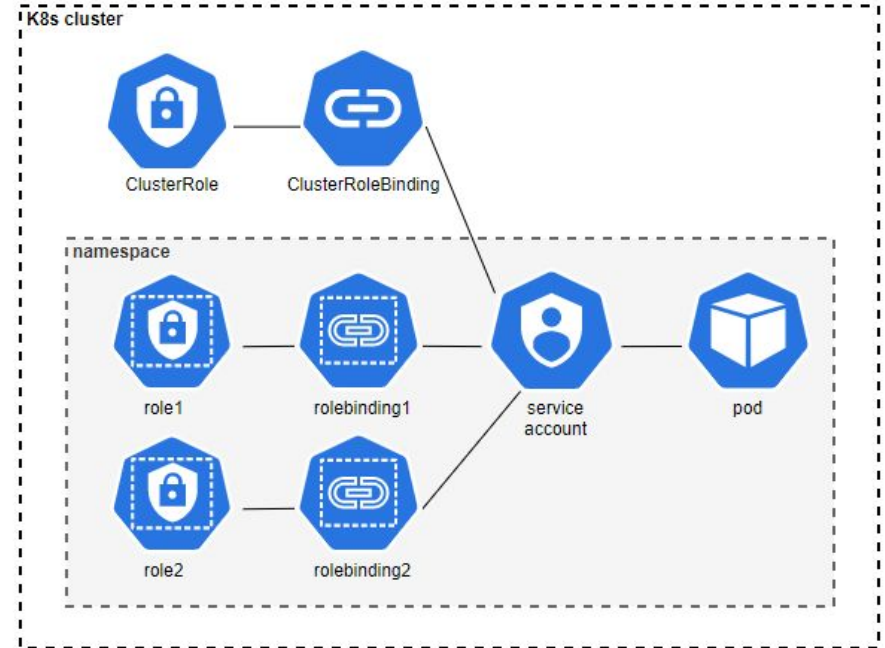 K8s cluster
ClusterRole
ClusterRoleBinding
namespace
role1
rolebinding1
service
account
pod
role2
rolebinding2